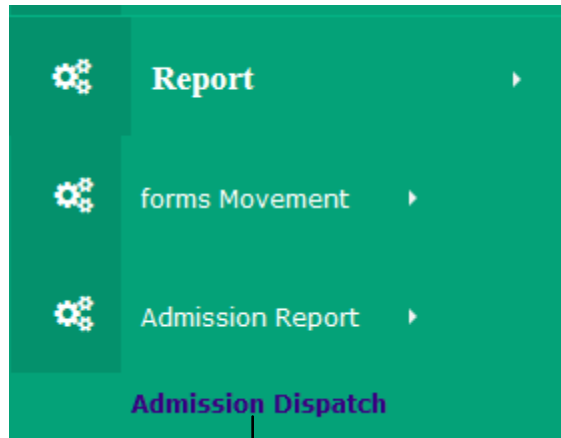 Report
forms Movement
Admission Report
Admission Dispatch